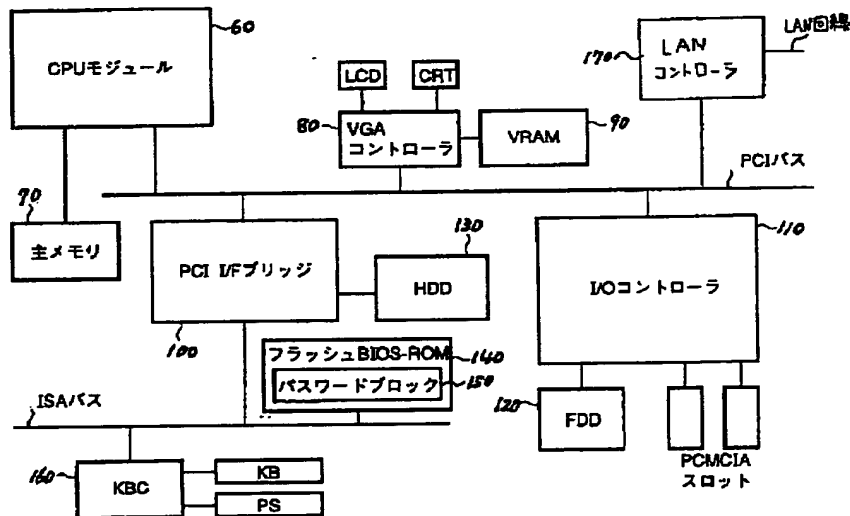 60
CPUモジュール
LCD
CRT
80
VGA
コントローラ
VRAM
90
170
LAN
コントローラ
LAN回線
PCIバス
70
主メモリ
PCI I/Fブリッジ
100
130
HDD
110
I/Oコントローラ
フラッシュBIOS-ROM
140
パスワードブロック
150
ISAバス
120
FDD
PCMCIA
スロット
160
KBC
KB
PS